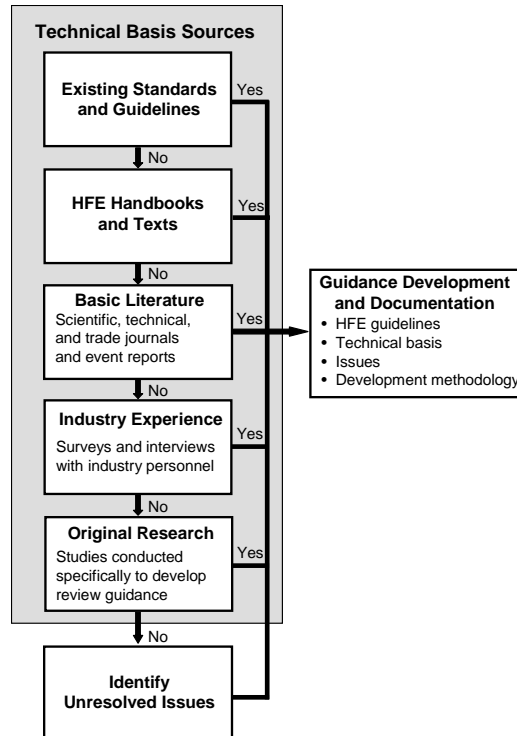 Technical Basis Sources
Existing Standards
and Guidelines
Yes
No
HFE Handbooks
and Texts
Yes
No
Basic Literature
Scientific, technical,
and trade journals
and event reports
Yes
No
Industry Experience
Surveys and interviews
with industry personnel
Yes
No
Original Research
Studies conducted
specifically to develop
review guidance
Yes
No
Identify
Unresolved Issues
Guidance Development
and Documentation
• HFE guidelines
• Technical basis
• Issues
• Development methodology